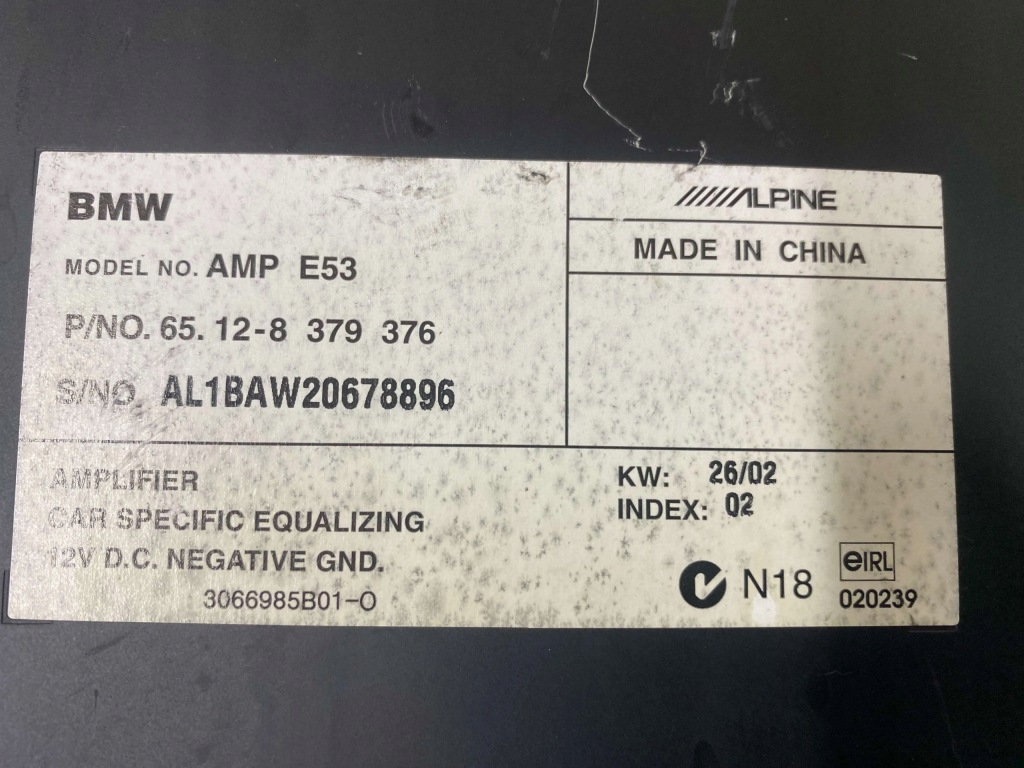 BMW
MODEL NO. AMP E53
P/NO. 65. 12-8 379 376
S/NO. AL1BAW20678896
ALPINE
MADE IN CHINA
AMPLIFIER
CAR SPECIFIC EQUALIZING
12V D.C. NEGATIVE GND.
3066985B01-O
KW: 26/02
INDEX: 02
N18
eIRL
020239